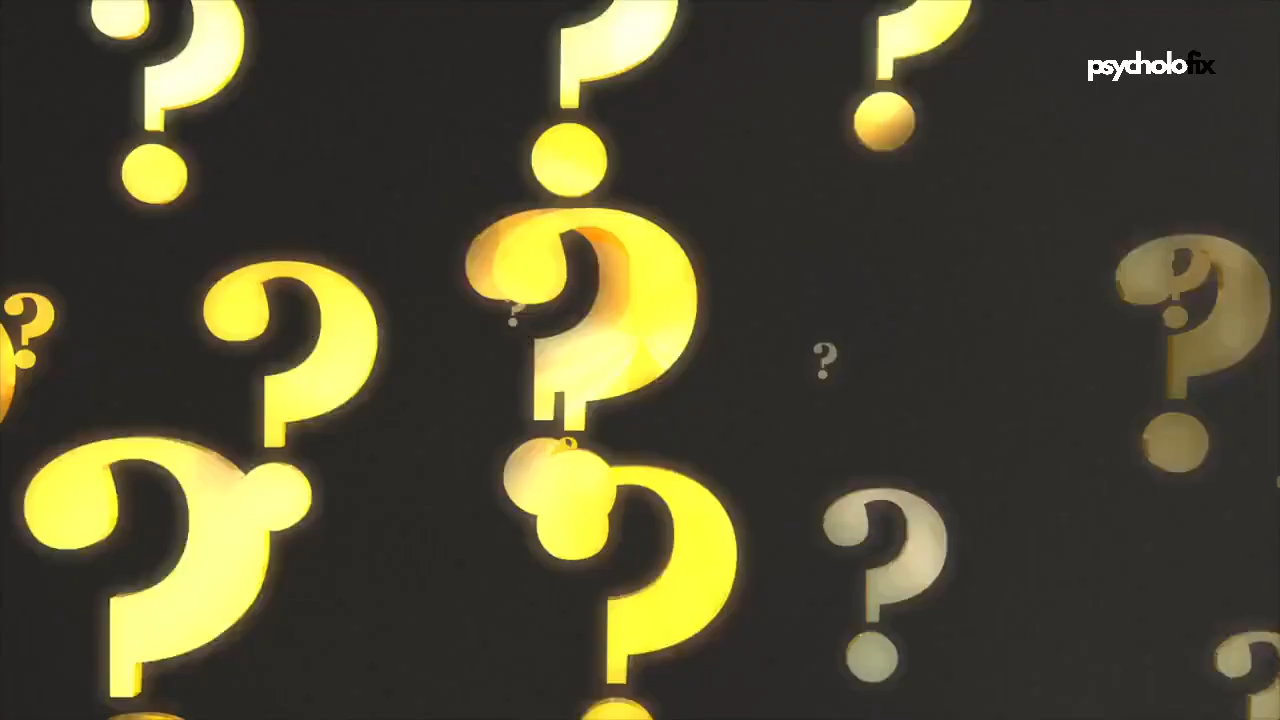 psycholofix
? ? ?
? ? ? ? ? ?
? ? ? ?
?